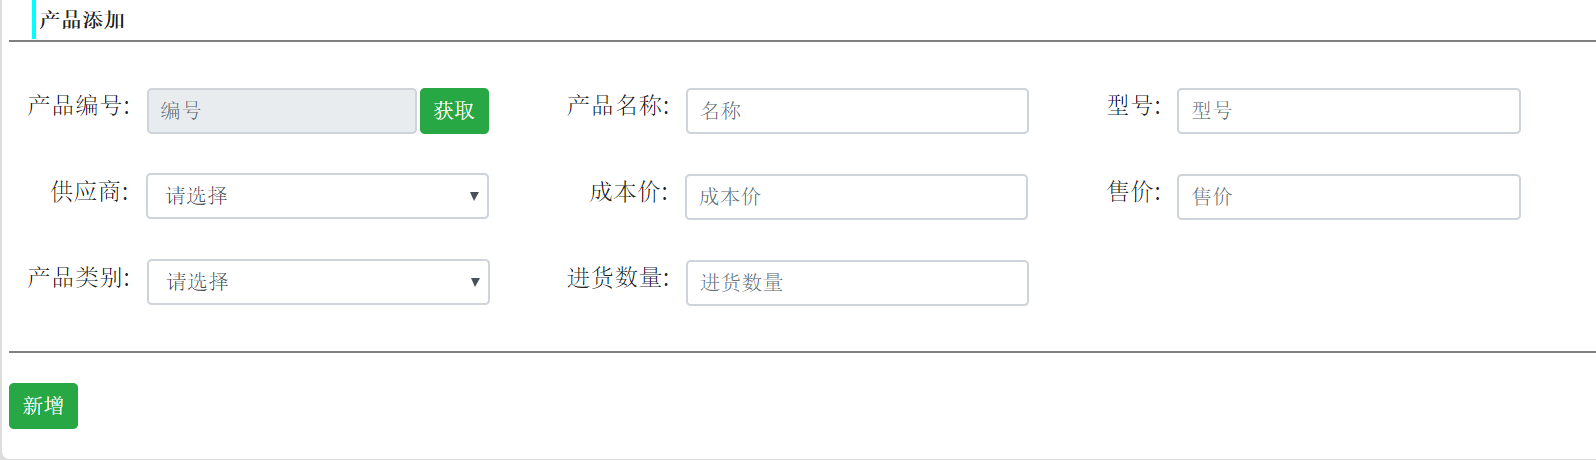 产品添加
产品编号: 编号 获取 产品名称: 名称 型号: 型号
供应商: 请选择 成本价: 成本价 售价: 售价
产品类别: 请选择 进货数量: 进货数量
新增